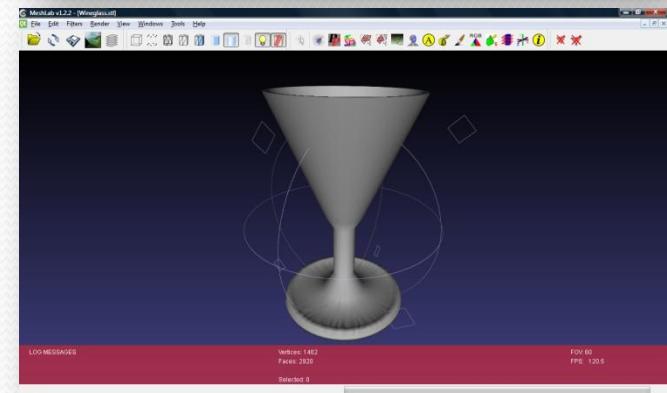 MeshLab v1.2.2 - [Wineglass.stl]
File Edit Filters Render View Windows Tools Help
LOG MESSAGES
Vertices: 1482
Faces: 2920
Selected: 0
FOV: 60
FPS: 120.5